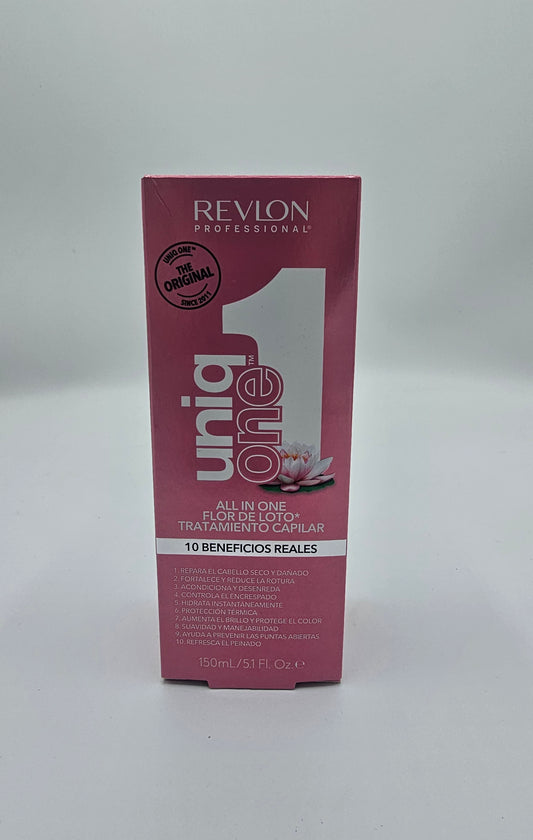 REVLON
PROFESSIONAL®
UNIQ ONE™
THE
ORIGINAL
SINCE 2011
1
uniq
one™
ALL IN ONE
FLOR DE LOTO*
TRATAMIENTO CAPILAR
10 BENEFICIOS REALES
1. REPARA EL CABELLO SECO Y DAÑADO
2. FORTALECE Y REDUCE LA ROTURA
3. ACONDICIONA Y DESENREDA
4. CONTROLA EL ENCRESPADO
5. HIDRATA INSTANTÁNEAMENTE
6. PROTECCIÓN TÉRMICA
7. AUMENTA EL BRILLO Y PROTEGE EL COLOR
8. SUAVIDAD Y MANEJABILIDAD
9. AYUDA A PREVENIR LAS PUNTAS ABIERTAS
10. REFRESCA EL PEINADO
150mL/5.1 Fl. Oz.℮